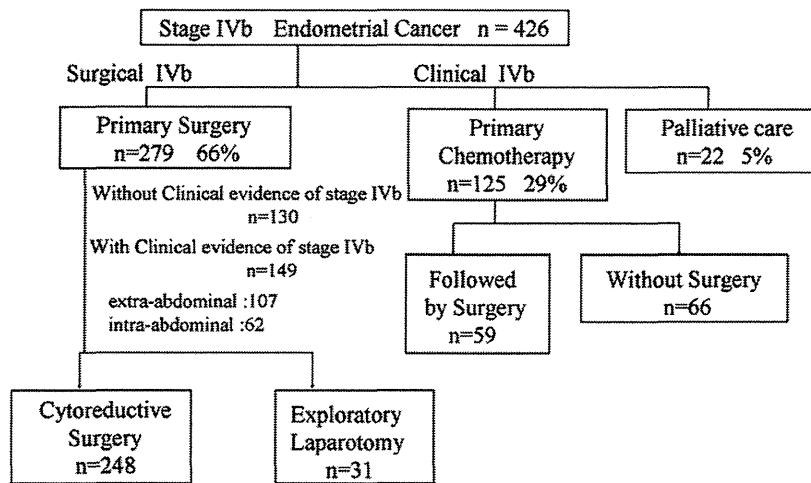 Stage IVb Endometrial Cancer n = 426
Surgical IVb
Clinical IVb
Primary Surgery
n=279 66%
Primary
Chemotherapy
n=125 29%
Palliative care
n=22 5%
Without Clinical evidence of stage IVb
n=130
With Clinical evidence of stage IVb
n=149
extra-abdominal :107
intra-abdominal :62
Followed
by Surgery
n=59
Without Surgery
n=66
Cytoreductive
Surgery
n=248
Exploratory
Laparotomy
n=31